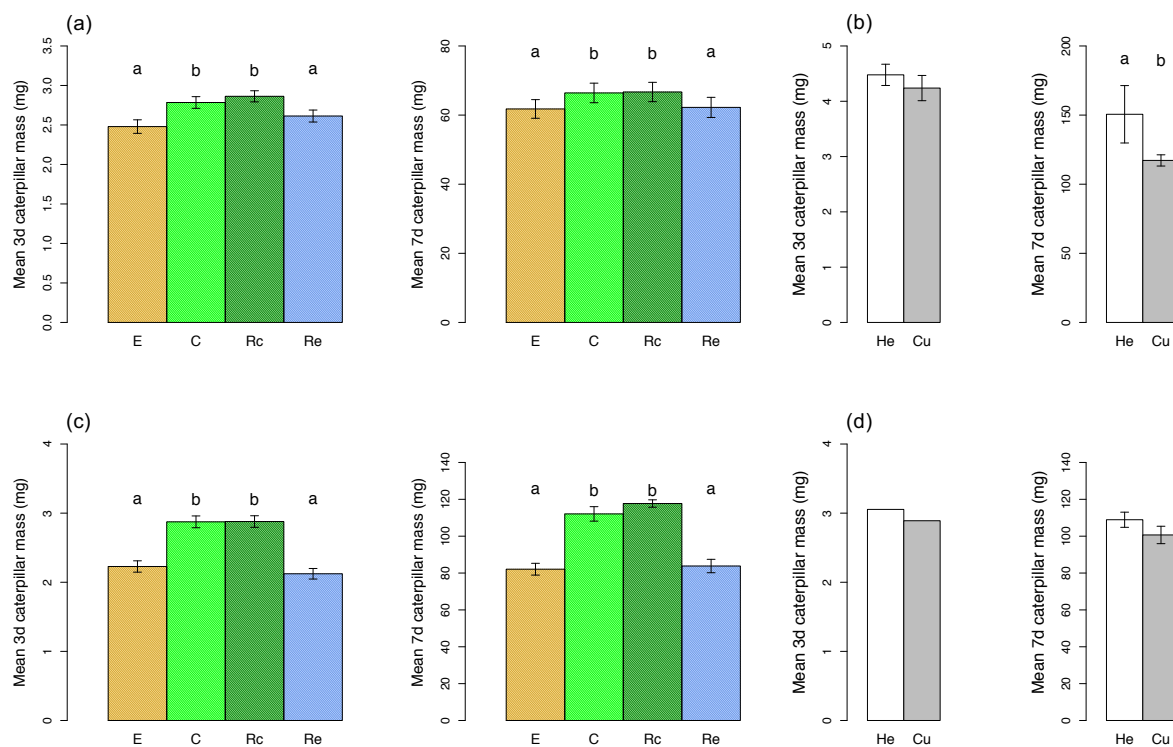 (a)
Mean 3d caterpillar mass (mg)
0.0 0.5 1.0 1.5 2.0 2.5 3.0 3.5
a b b a
E C Rc Re
Mean 7d caterpillar mass (mg)
0 20 40 60 80
a b b a
E C Rc Re
(b)
Mean 3d caterpillar mass (mg)
0 1 2 3 4 5
He Cu
Mean 7d caterpillar mass (mg)
0 50 100 150 200
a b
He Cu
(c)
Mean 3d caterpillar mass (mg)
0 1 2 3 4
a b b a
E C Rc Re
Mean 7d caterpillar mass (mg)
0 20 40 60 80 100 120 140
a b b a
E C Rc Re
(d)
Mean 3d caterpillar mass (mg)
0 1 2 3 4
He Cu
Mean 7d caterpillar mass (mg)
0 20 40 60 80 100 120 140
He Cu